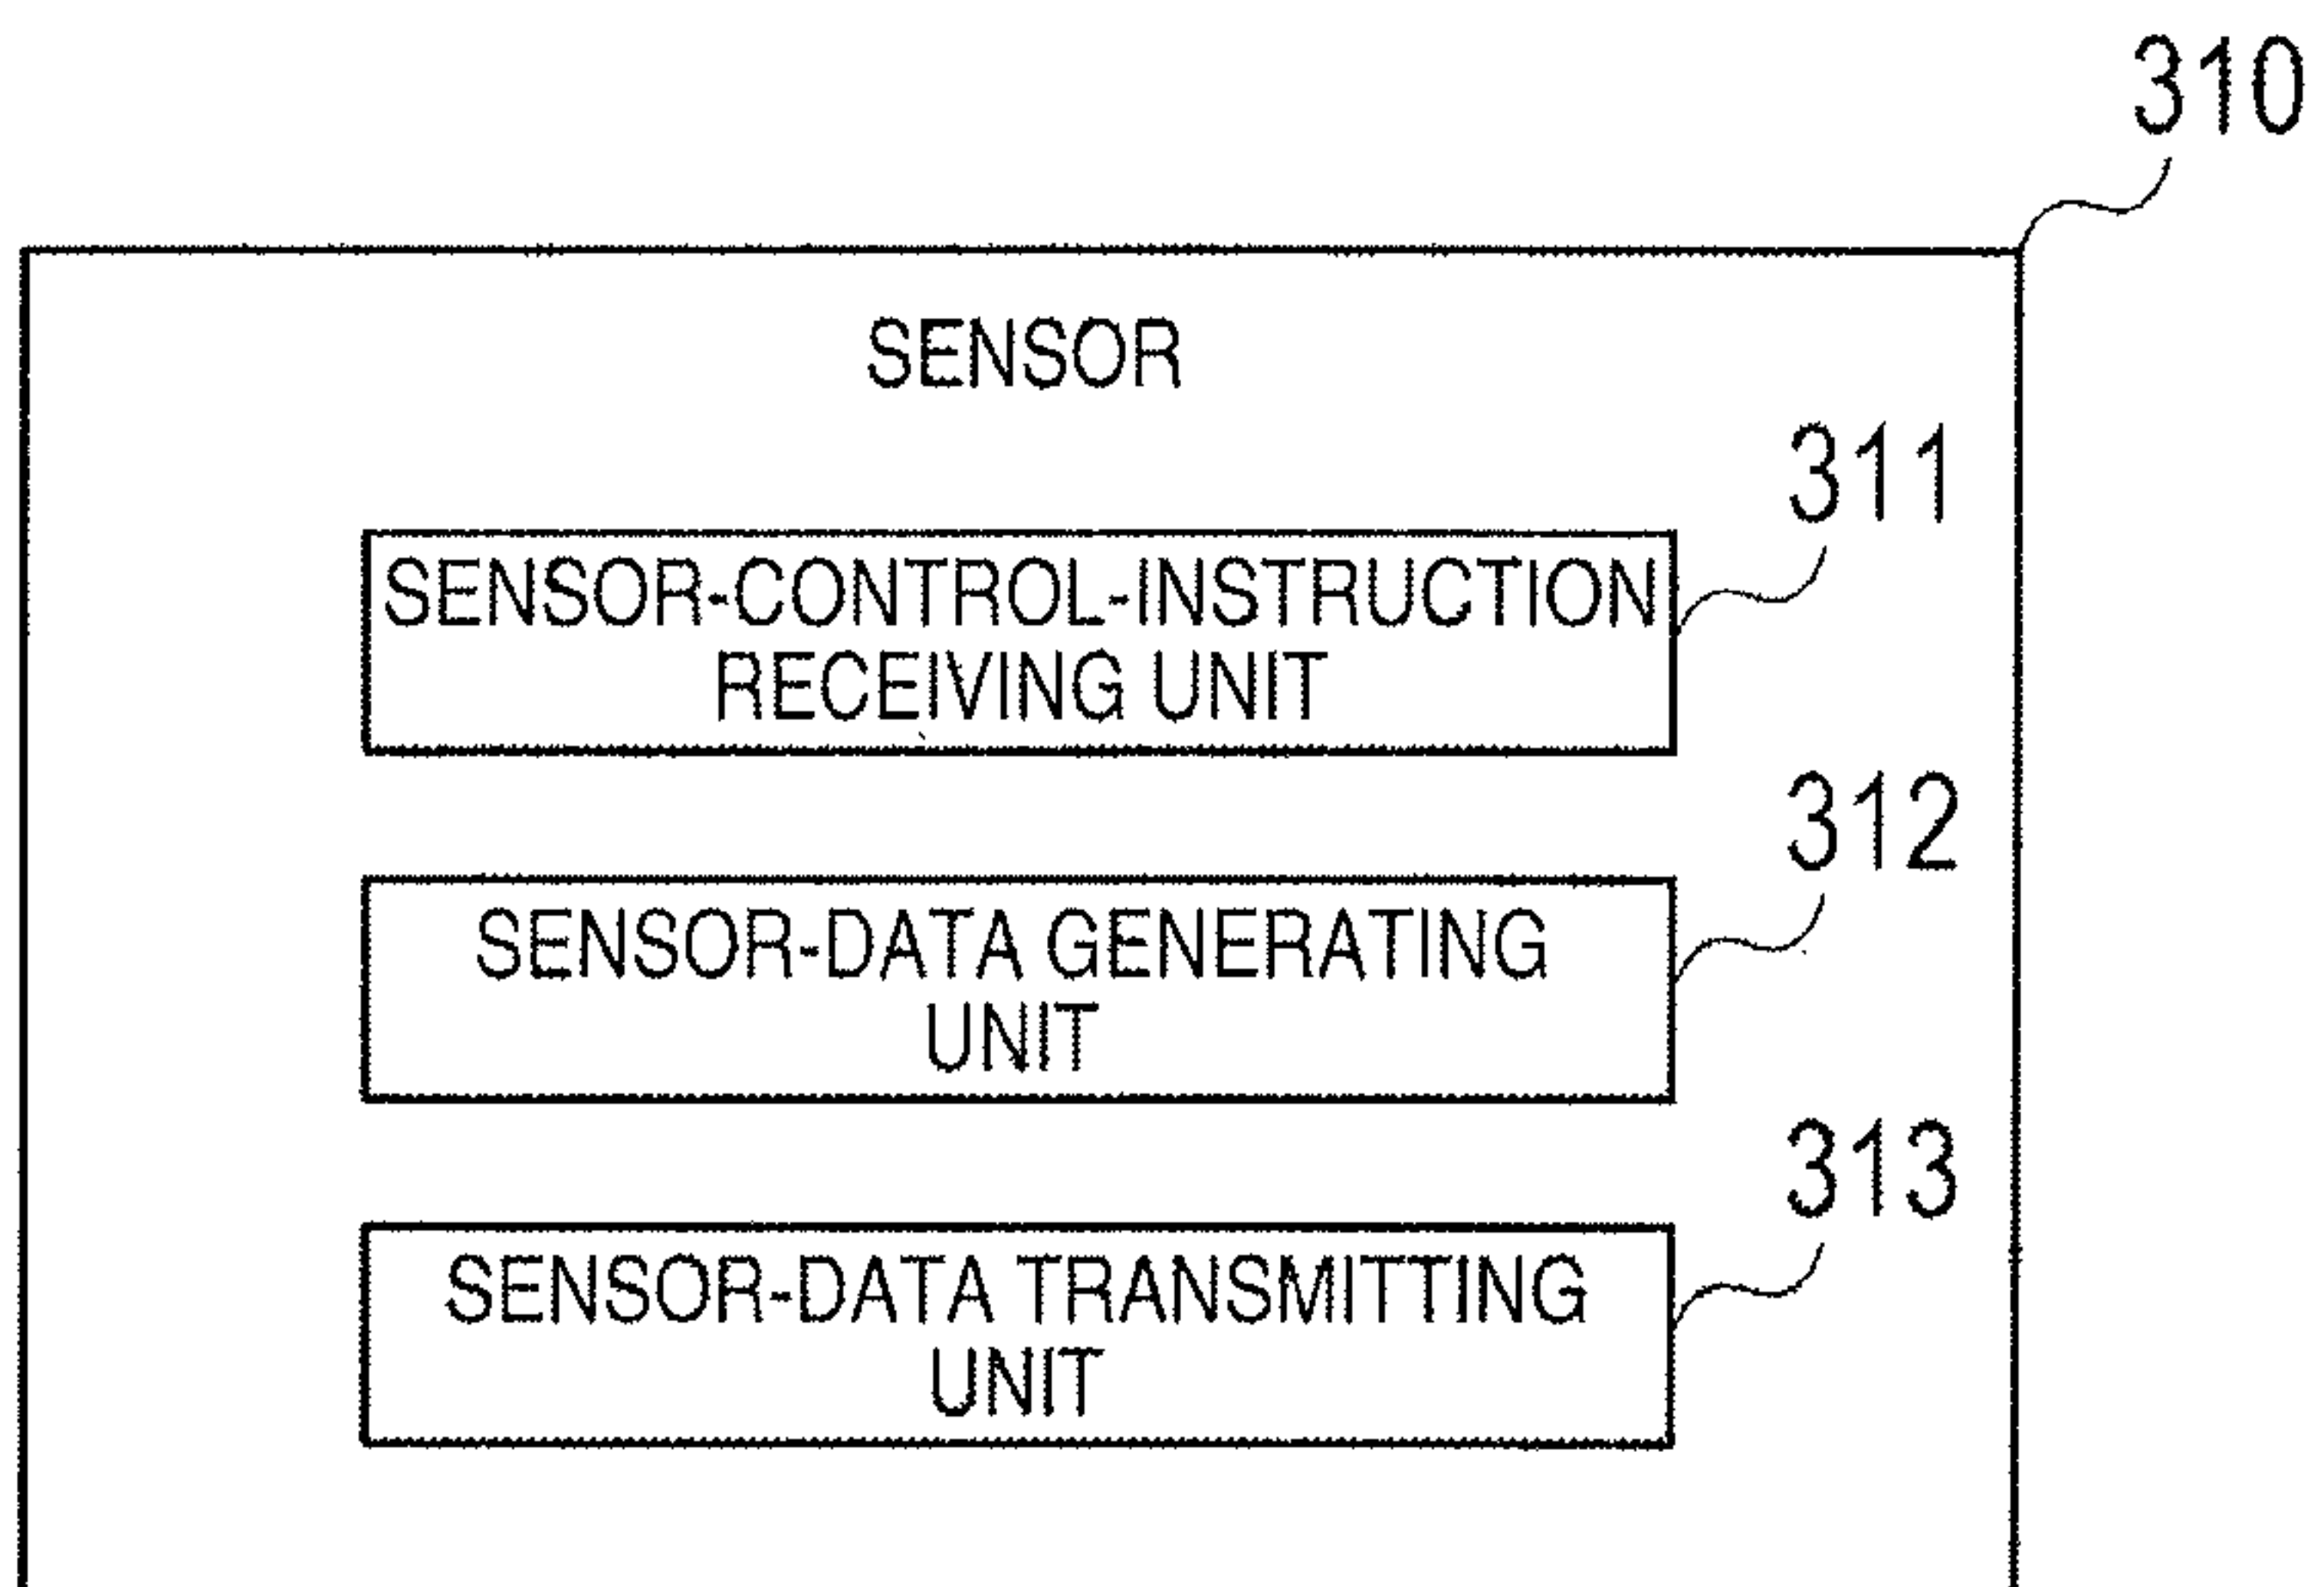 310
SENSOR
311
SENSOR-CONTROL-INSTRUCTION
RECEIVING UNIT
312
SENSOR-DATA GENERATING
UNIT
313
SENSOR-DATA TRANSMITTING
UNIT